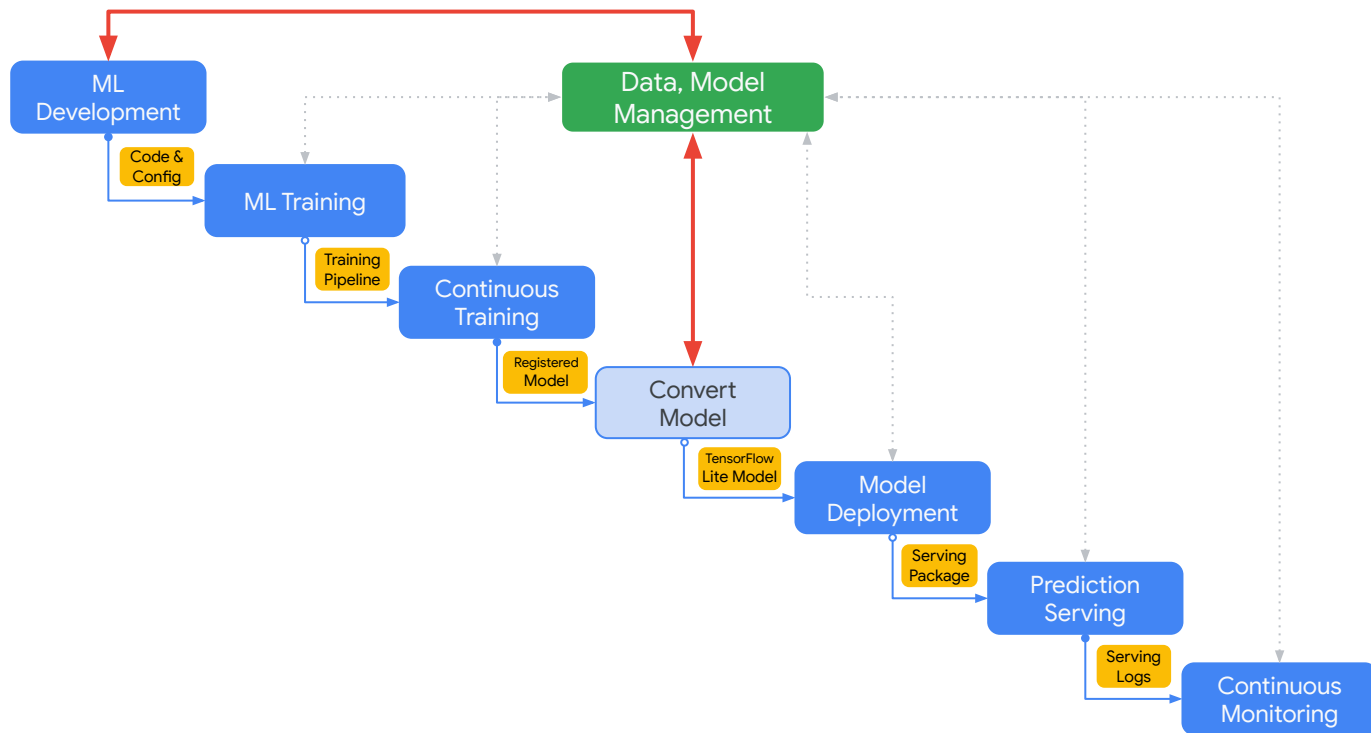 ML
Development
Data, Model
Management
Code &
Config
ML Training
Training
Pipeline
Continuous
Training
Registered
Model
Convert
Model
TensorFlow
Lite Model
Model
Deployment
Serving
Package
Prediction
Serving
Serving
Logs
Continuous
Monitoring